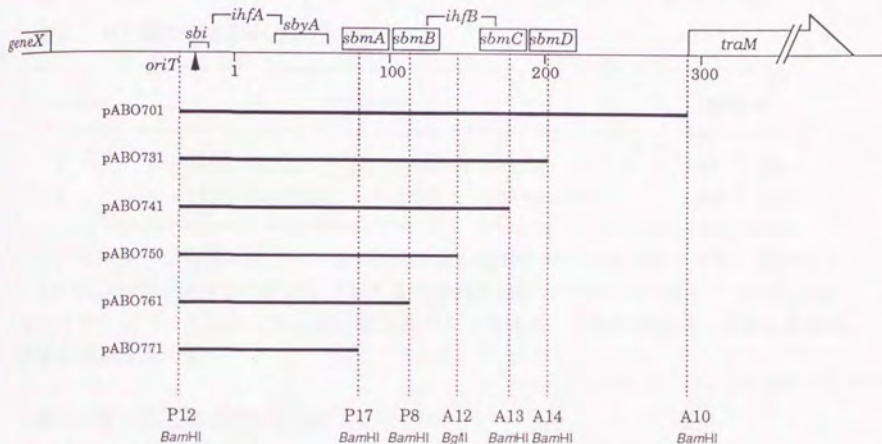 ihfA ihfB
sbi sbyA sbmA sbmB sbmC sbmD
geneX traM
oriT 1 100 200 300
pABO701
pABO731
pABO741
pABO750
pABO761
pABO771
P12 P17 P8 A12 A13 A14 A10
BamHI BamHI BamHI BglII BamHI BamHI BamHI